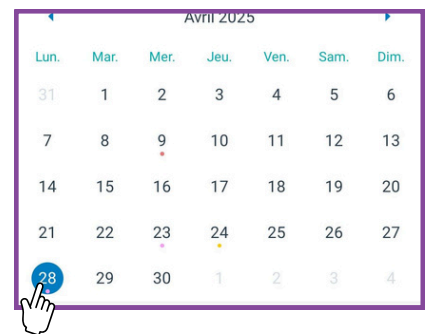 Avril 2025
Lun. Mar. Mer. Jeu. Ven. Sam. Dim.
31 1 2 3 4 5 6
7 8 9 10 11 12 13
14 15 16 17 18 19 20
21 22 23 24 25 26 27
28 29 30 1 2 3 4